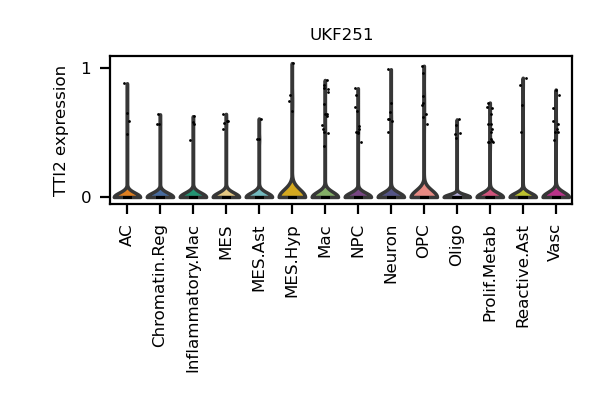 UKF251
TTI2 expression
1
0
AC
Chromatin.Reg
Inflammatory.Mac
MES
MES.Ast
MES.Hyp
Mac
NPC
Neuron
OPC
Oligo
Prolif.Metab
Reactive.Ast
Vasc